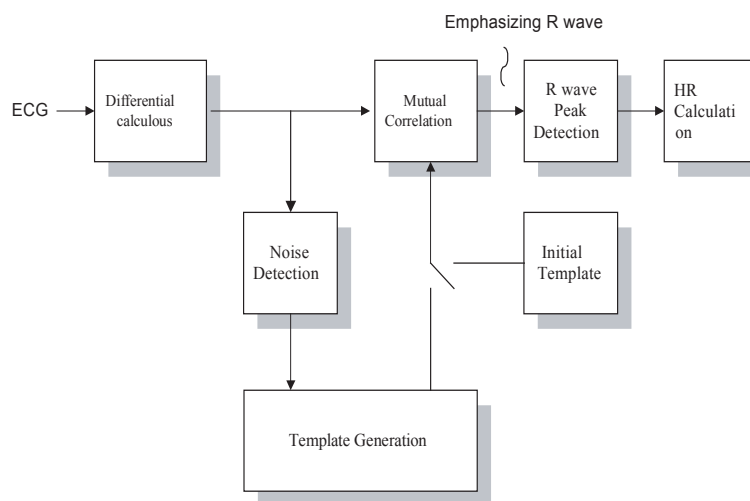 Emphasizing R wave
ECG
Differential
calculous
Mutual
Correlation
R wave
Peak
Detection
HR
Calculati
on
Noise
Detection
Initial
Template
Template Generation